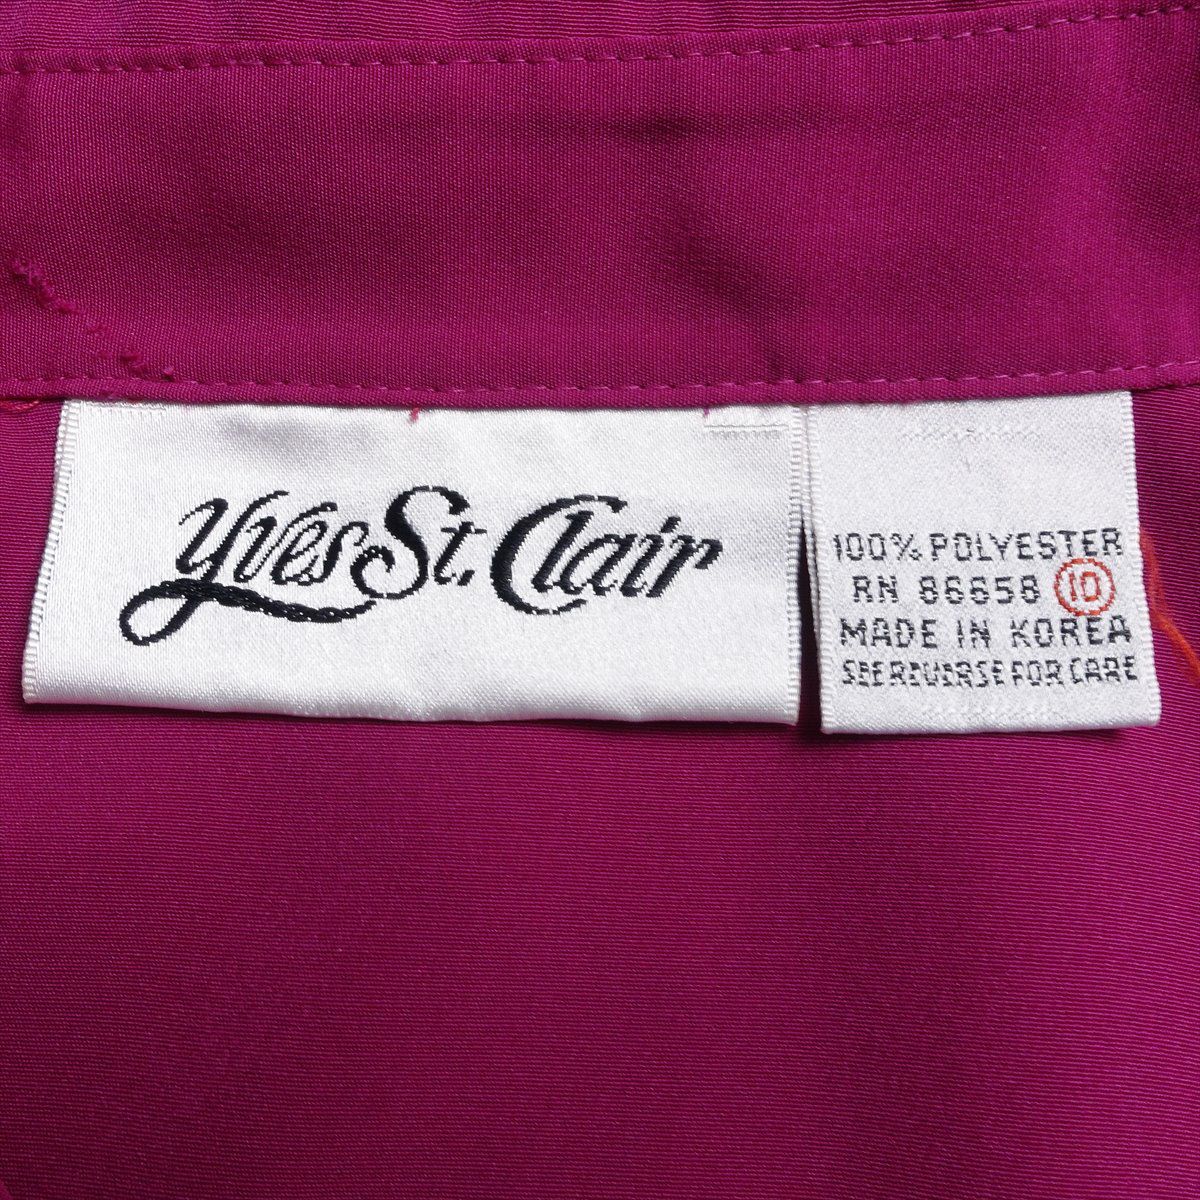 Yves St. Clair
100% POLYESTER
RN 86658 10
MADE IN KOREA
SEE REVERSE FOR CARE